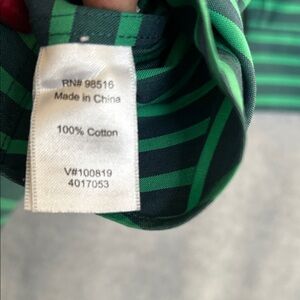 RN# 98516
Made in China
100% Cotton
V#100819
4017053